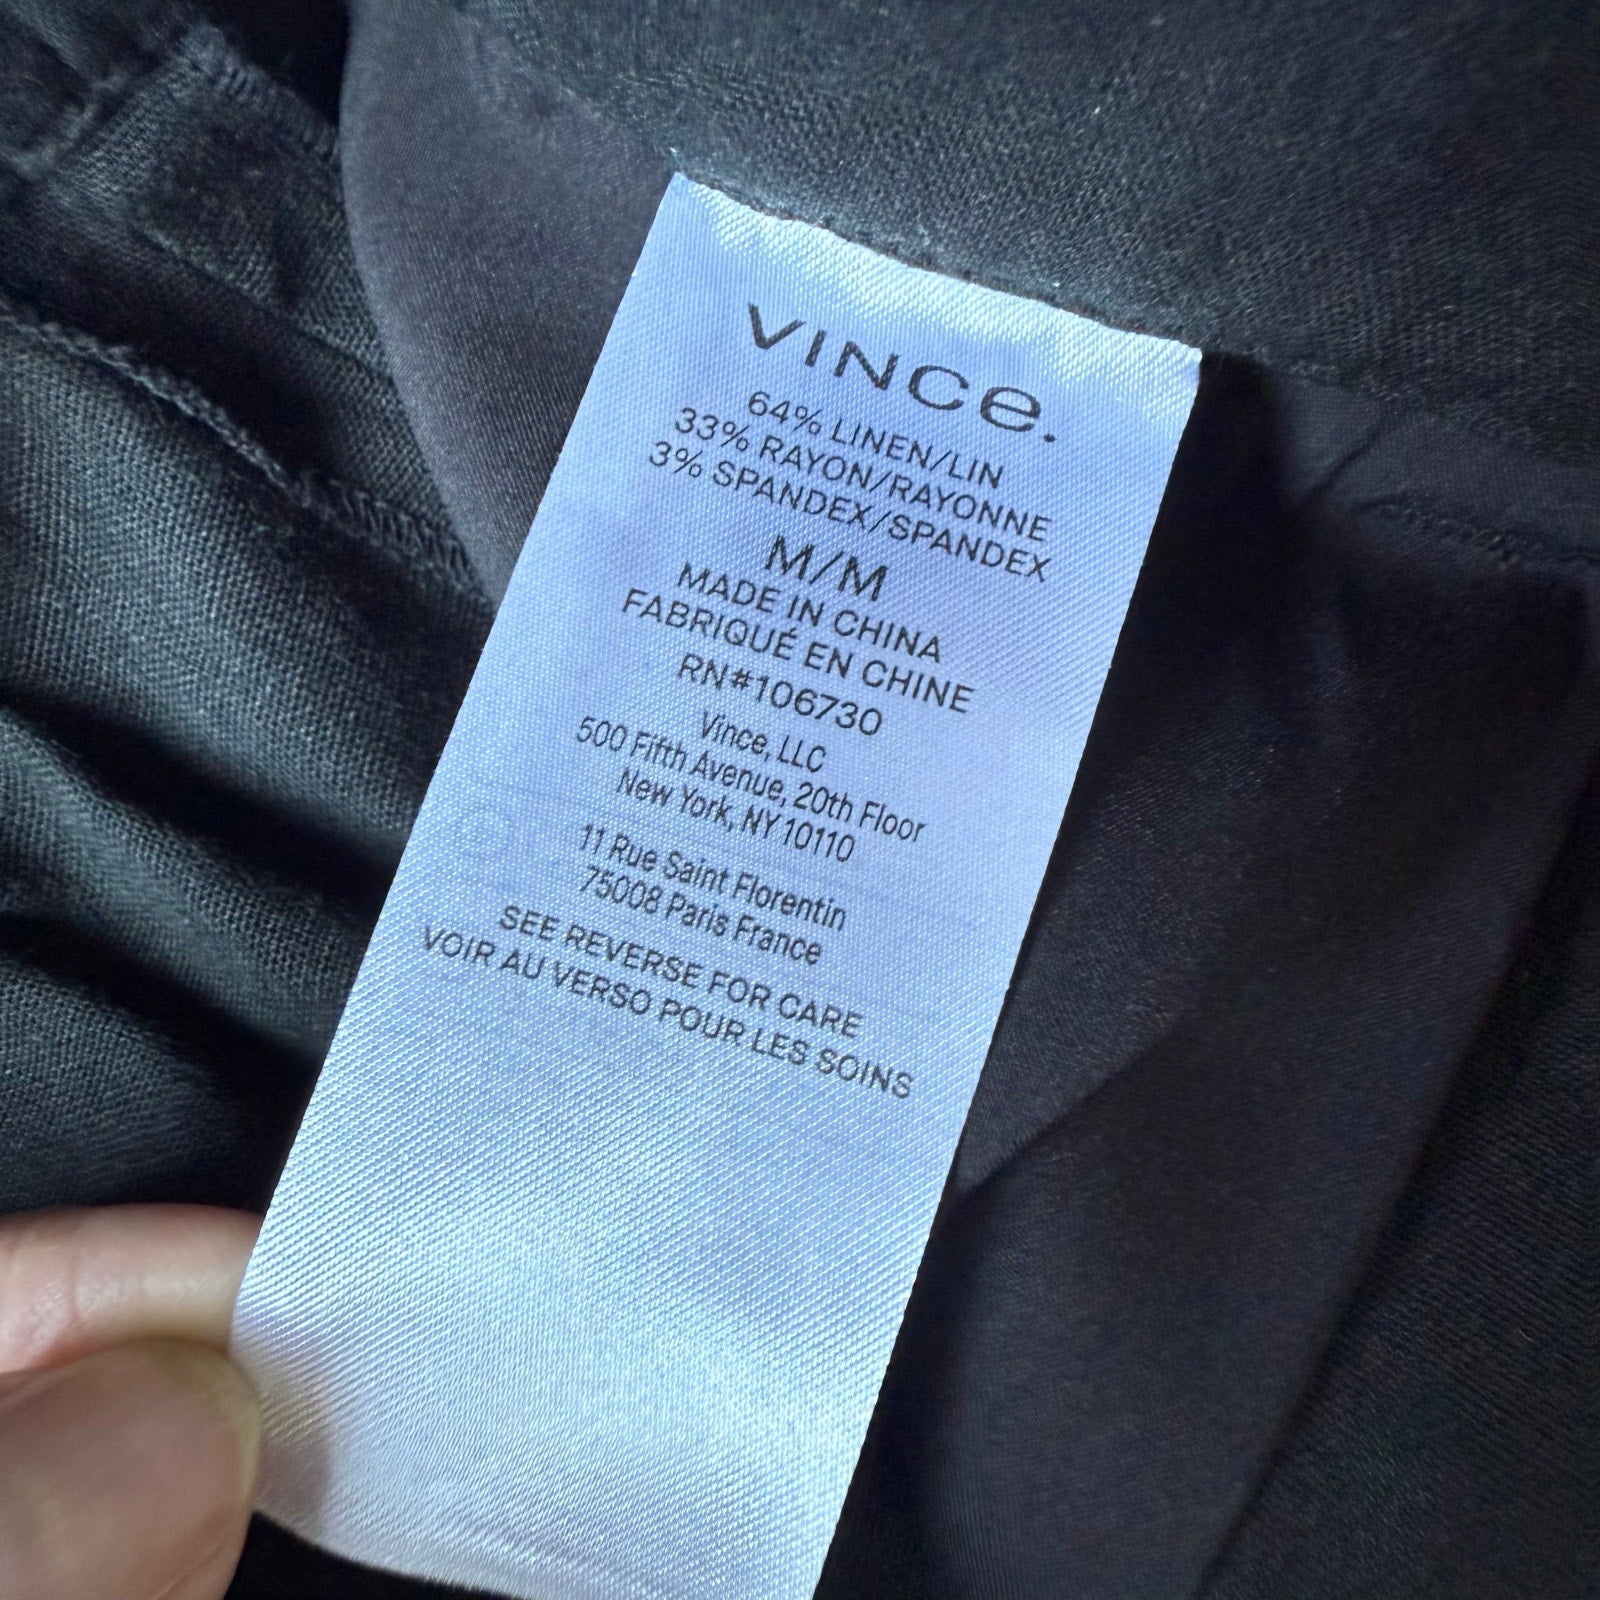 VINCe.
64% LINEN/LIN
33% RAYON/RAYONNE
3% SPANDEX/SPANDEX
M/M
MADE IN CHINA
FABRIQUÉ EN CHINE
RN#106730
Vince, LLC
500 Fifth Avenue, 20th Floor
New York, NY 10110
11 Rue Saint Florentin
75008 Paris France
SEE REVERSE FOR CARE
VOIR AU VERSO POUR LES SOINS